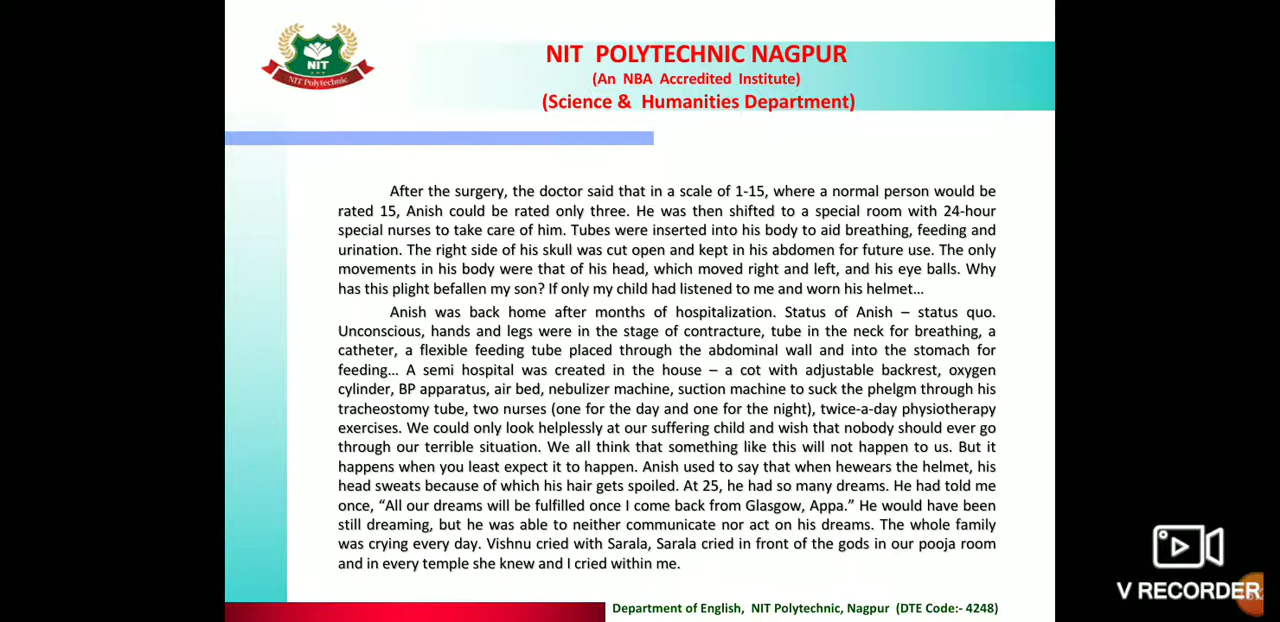 NIT
NIT Polytechnic
NIT POLYTECHNIC NAGPUR
(An NBA Accredited Institute)
(Science & Humanities Department)
After the surgery, the doctor said that in a scale of 1-15, where a normal person would be
rated 15, Anish could be rated only three. He was then shifted to a special room with 24-hour
special nurses to take care of him. Tubes were inserted into his body to aid breathing, feeding and
urination. The right side of his skull was cut open and kept in his abdomen for future use. The only
movements in his body were that of his head, which moved right and left, and his eye balls. Why
has this plight befallen my son? If only my child had listened to me and worn his helmet…
Anish was back home after months of hospitalization. Status of Anish – status quo.
Unconscious, hands and legs were in the stage of contracture, tube in the neck for breathing, a
catheter, a flexible feeding tube placed through the abdominal wall and into the stomach for
feeding… A semi hospital was created in the house – a cot with adjustable backrest, oxygen
cylinder, BP apparatus, air bed, nebulizer machine, suction machine to suck the phelgm through his
tracheostomy tube, two nurses (one for the day and one for the night), twice-a-day physiotherapy
exercises. We could only look helplessly at our suffering child and wish that nobody should ever go
through our terrible situation. We all think that something like this will not happen to us. But it
happens when you least expect it to happen. Anish used to say that when hewears the helmet, his
head sweats because of which his hair gets spoiled. At 25, he had so many dreams. He had told me
once, “All our dreams will be fulfilled once I come back from Glasgow, Appa.” He would have been
still dreaming, but he was able to neither communicate nor act on his dreams. The whole family
was crying every day. Vishnu cried with Sarala, Sarala cried in front of the gods in our pooja room
and in every temple she knew and I cried within me.
Department of English, NIT Polytechnic, Nagpur (DTE Code:- 4248)
V RECORDER